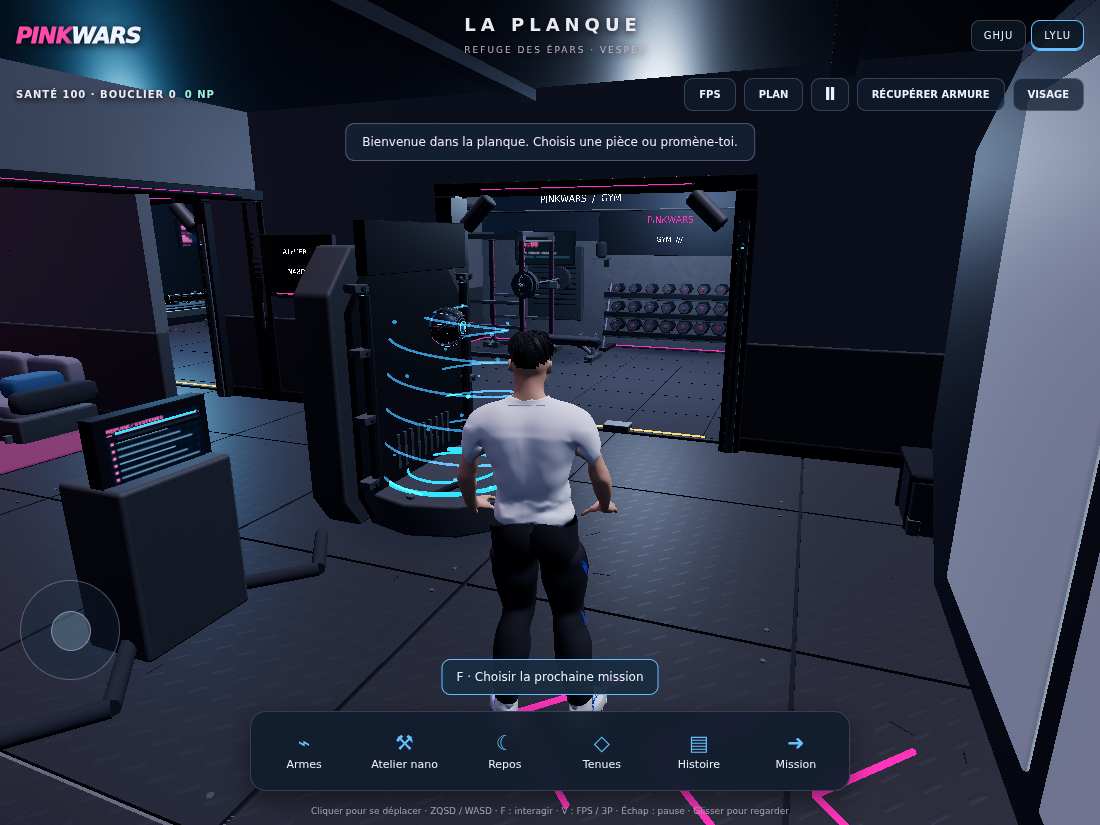 PINKWARS
LA PLANQUE
REFUGE DES ÉPARS · VESPER
GHJU
LYLU
SANTÉ 100 · BOUCLIER 0 0 NP
FPS
PLAN
RÉCUPÉRER ARMURE
VISAGE
Bienvenue dans la planque. Choisis une pièce ou promène-toi.
PINKWARS / GYM
PINKWARS
GYM ///
F · Choisir la prochaine mission
Armes
Atelier nano
Repos
Tenues
Histoire
Mission
Cliquer pour se déplacer · ZQSD / WASD · F : interagir · V : FPS / 3P · Échap : pause · Glisser pour regarder